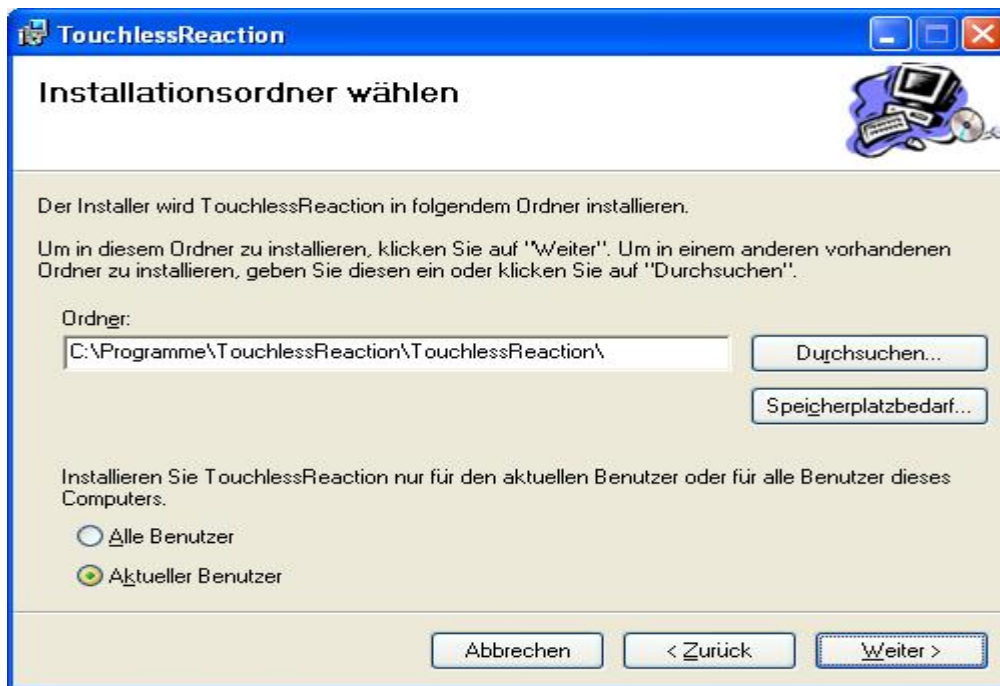 TouchlessReaction
Installationsordner wählen
Der Installer wird TouchlessReaction in folgendem Ordner installieren.
Um in diesem Ordner zu installieren, klicken Sie auf "Weiter". Um in einem anderen vorhandenen
Ordner zu installieren, geben Sie diesen ein oder klicken Sie auf "Durchsuchen".
Ordner:
C:\Programme\TouchlessReaction\TouchlessReaction\
Durchsuchen...
Speicherplatzbedarf...
Installieren Sie TouchlessReaction nur für den aktuellen Benutzer oder für alle Benutzer dieses
Computers.
Alle Benutzer
Aktueller Benutzer
Abbrechen
< Zurück
Weiter >